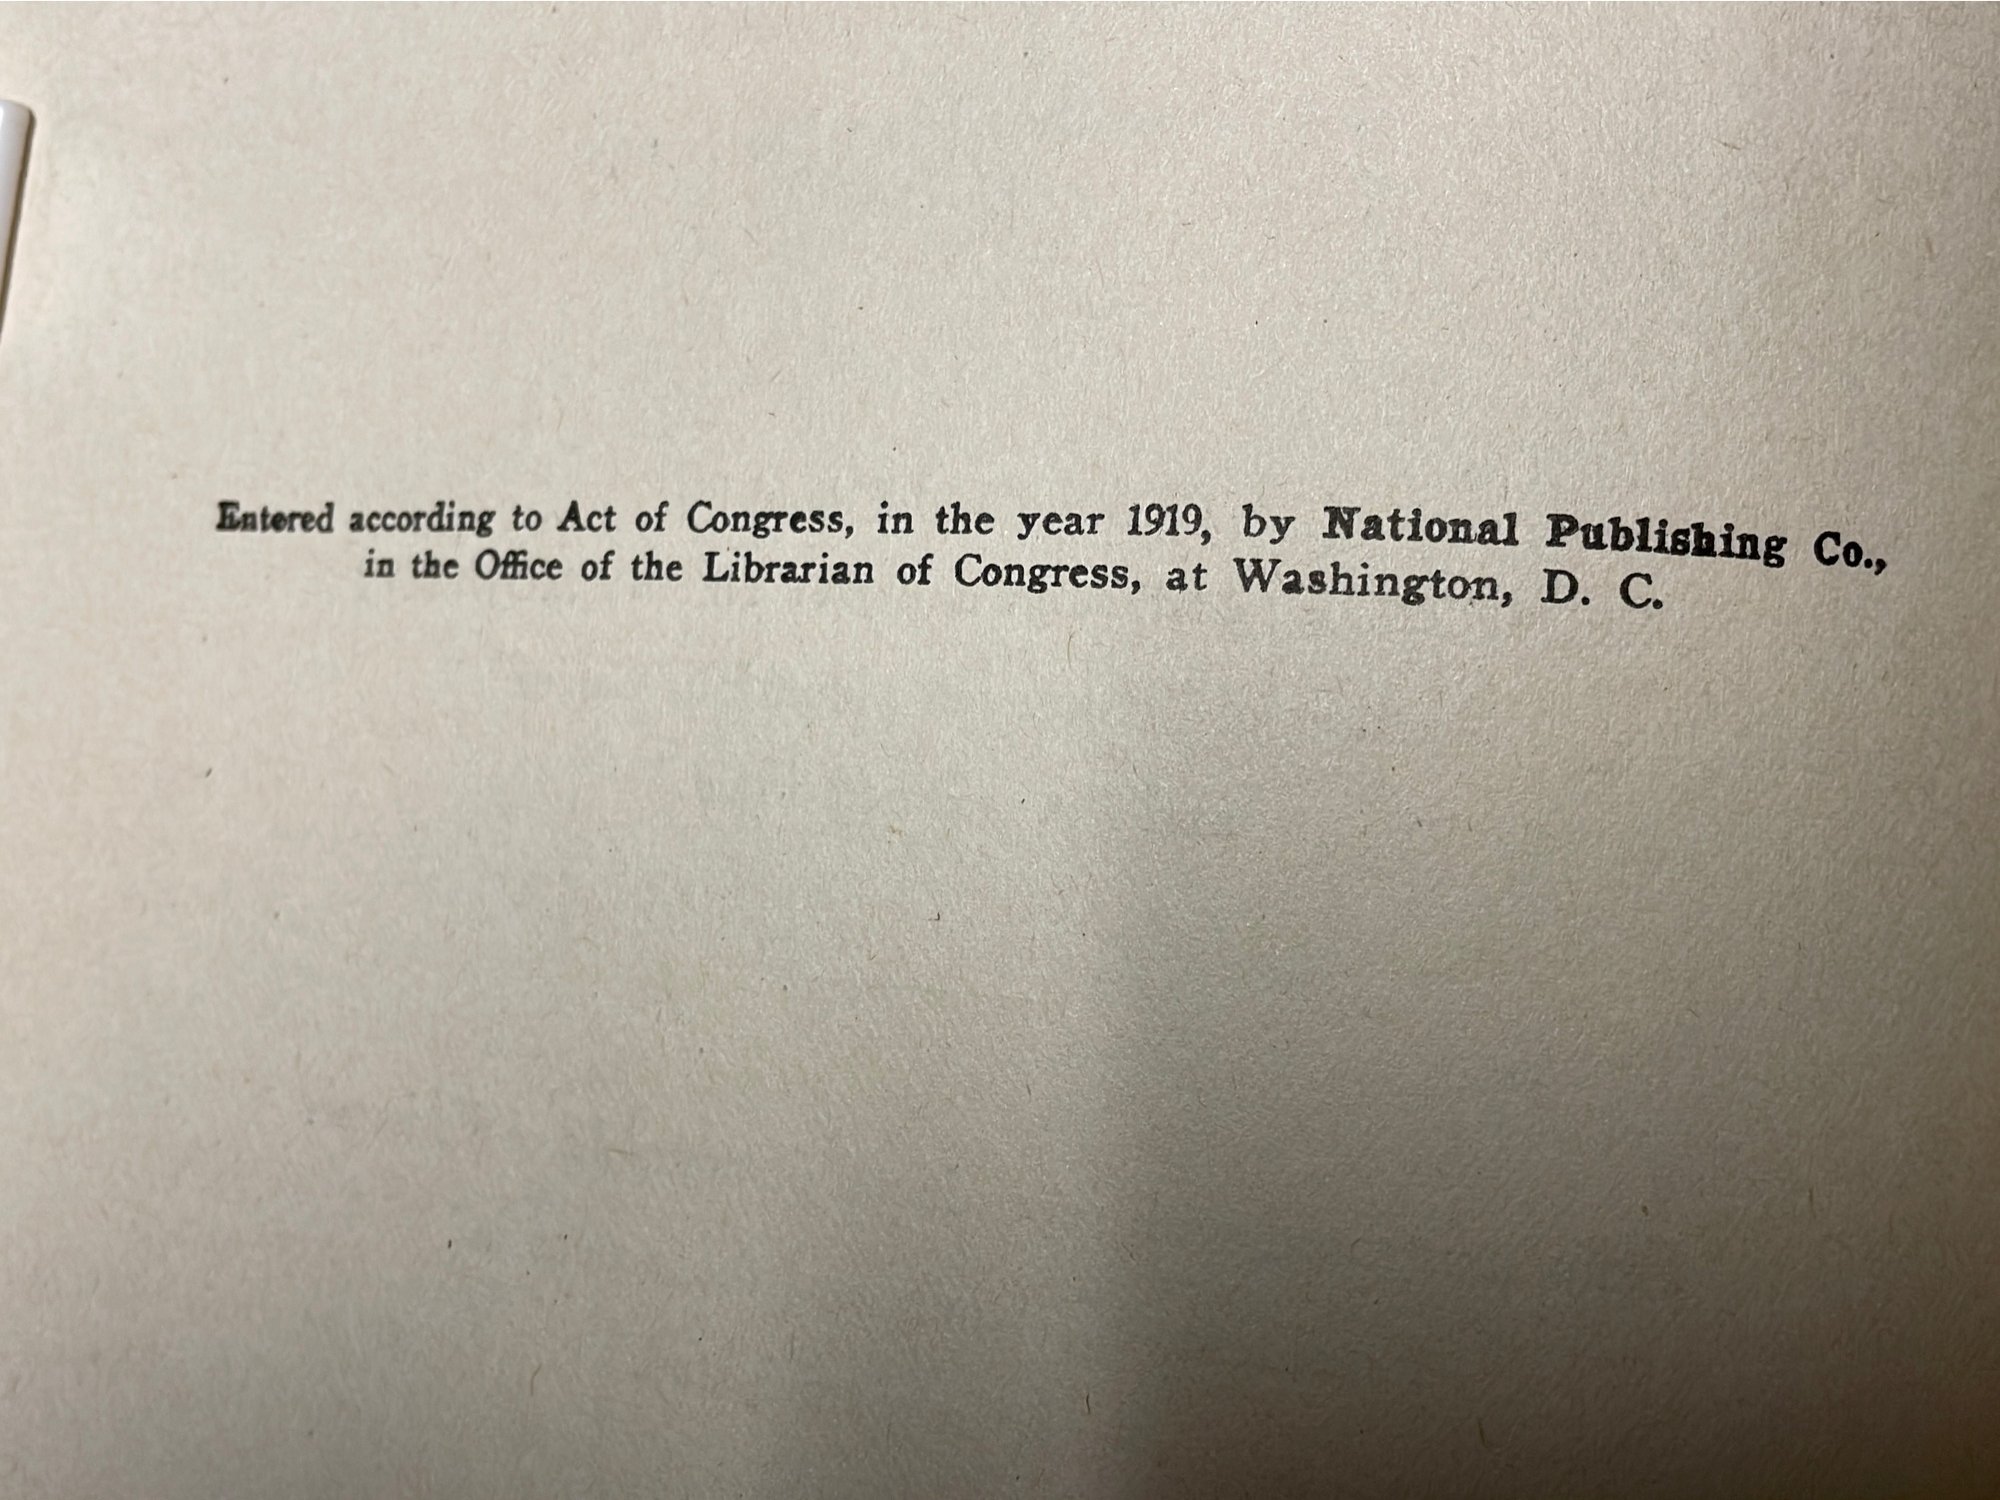 Entered according to Act of Congress, in the year 1919, by National Publishing Co.,
in the Office of the Librarian of Congress, at Washington, D. C.